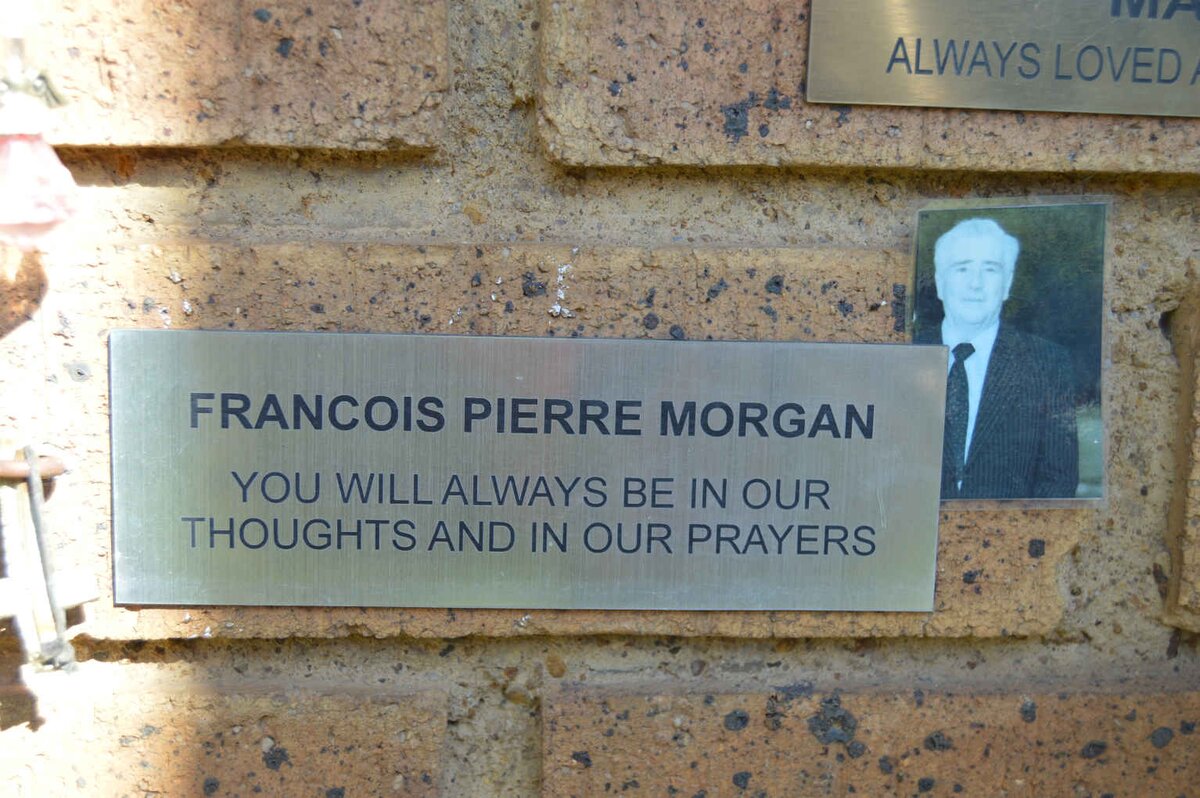 ALWAYS LOVED
FRANCOIS PIERRE MORGAN
YOU WILL ALWAYS BE IN OUR
THOUGHTS AND IN OUR PRAYERS